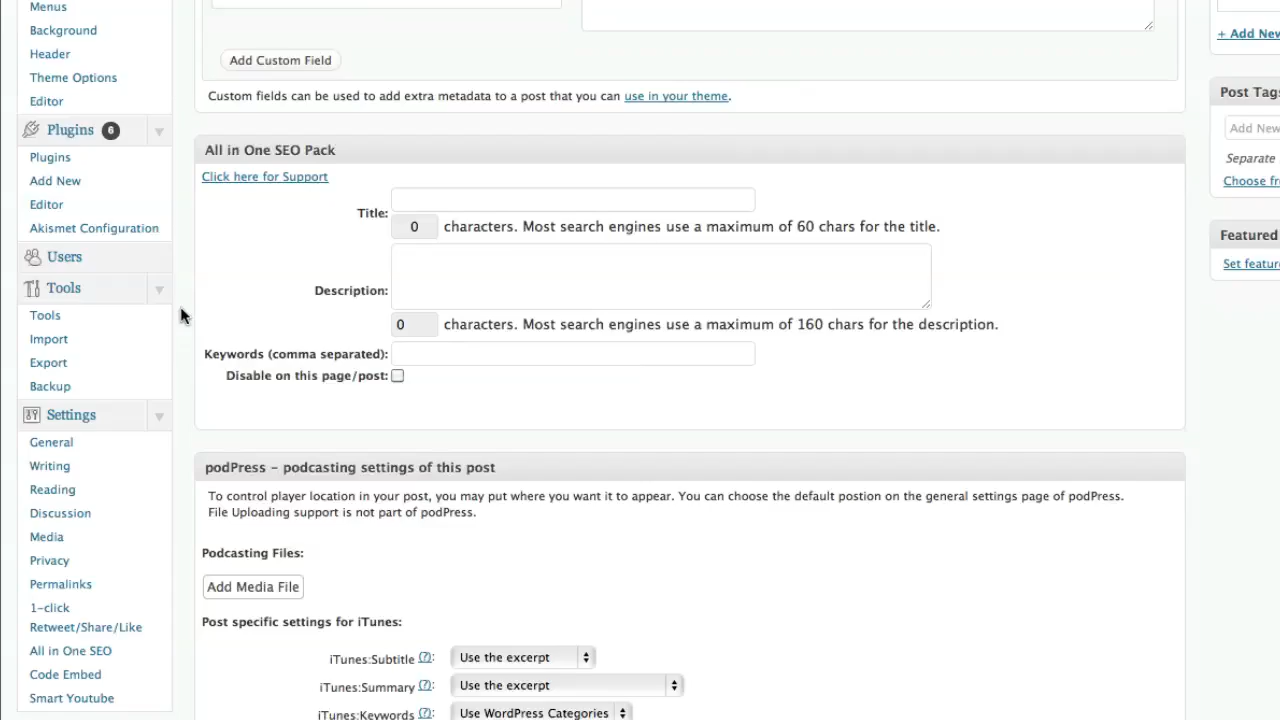 Menus
Background
Header
Theme Options
Editor
Plugins 6
Plugins
Add New
Editor
Akismet Configuration
Users
Tools
Tools
Import
Export
Backup
Settings
General
Writing
Reading
Discussion
Media
Privacy
Permalinks
1-click
Retweet/Share/Like
All in One SEO
Code Embed
Smart Youtube
Add Custom Field
Custom fields can be used to add extra metadata to a post that you can use in your theme.
All in One SEO Pack
Click here for Support
Title:
0 characters. Most search engines use a maximum of 60 chars for the title.
Description:
0 characters. Most search engines use a maximum of 160 chars for the description.
Keywords (comma separated):
Disable on this page/post:
podPress – podcasting settings of this post
To control player location in your post, you may put where you want it to appear. You can choose the default postion on the general settings page of podPress.
File Uploading support is not part of podPress.
Podcasting Files:
Add Media File
Post specific settings for iTunes:
iTunes:Subtitle (?): Use the excerpt
iTunes:Summary (?): Use the excerpt
iTunes:Keywords (?): Use WordPress Categories
+ Add New
Post Tags
Add New
Separate
Choose fr
Featured
Set featur